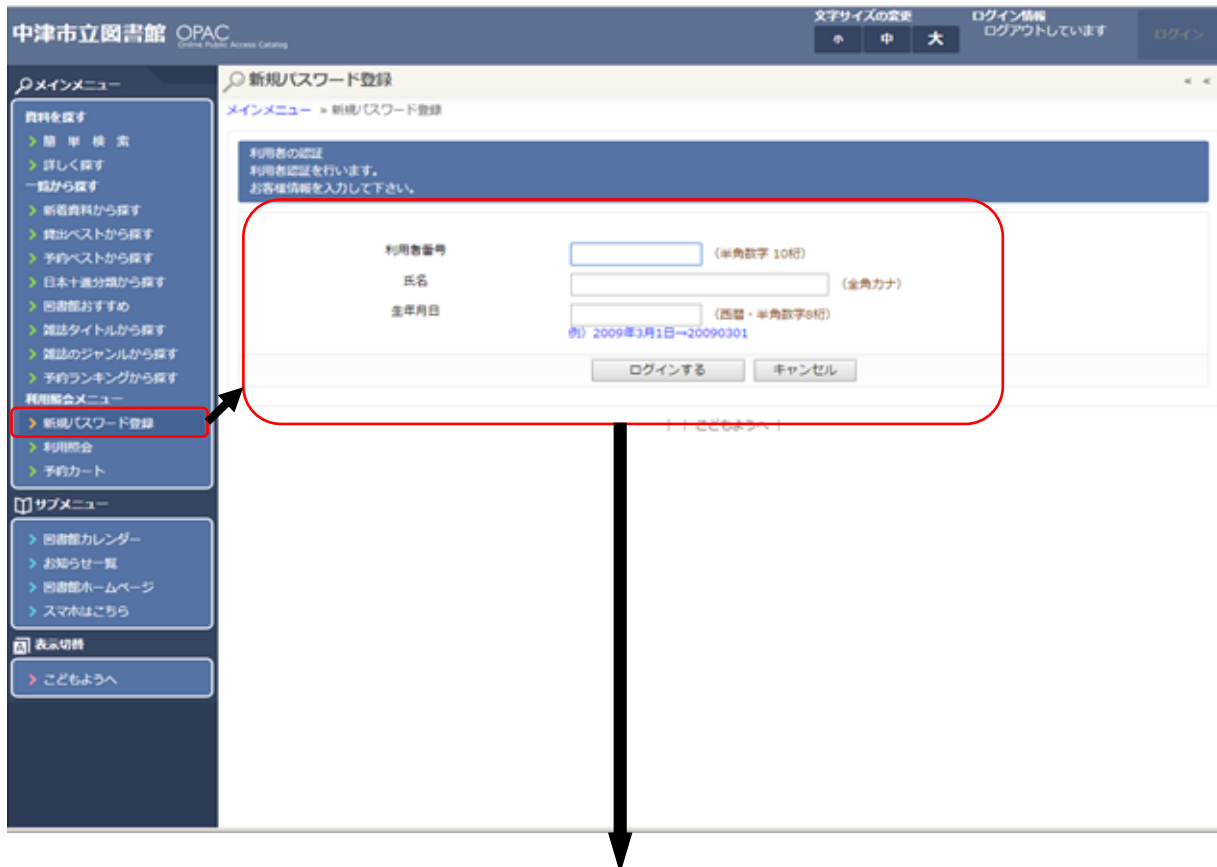 中津市立図書館 OPAC
Online Public Access Catalog
文字サイズの変更
小 中 大
ログイン情報
ログアウトしています
ログイン
メインメニュー
資料を探す
簡 単 検 索
詳しく探す
一覧から探す
新着資料から探す
貸出ベストから探す
予約ベストから探す
日本十進分類から探す
図書館おすすめ
雑誌タイトルから探す
雑誌のジャンルから探す
予約ランキングから探す
利用照会メニュー
新規パスワード登録
利用照会
予約カート
サブメニュー
図書館カレンダー
お知らせ一覧
図書館ホームページ
スマホはこちら
表示切替
こどもようへ
新規パスワード登録
« «
メインメニュー » 新規パスワード登録
利用者の認証
利用者認証を行います。
お客様情報を入力して下さい。
利用者番号 (半角数字 10桁)
氏名 (全角カナ)
生年月日 (西暦・半角数字8桁)
例) 2009年3月1日→20090301
ログインする キャンセル
| | こどもようへ |